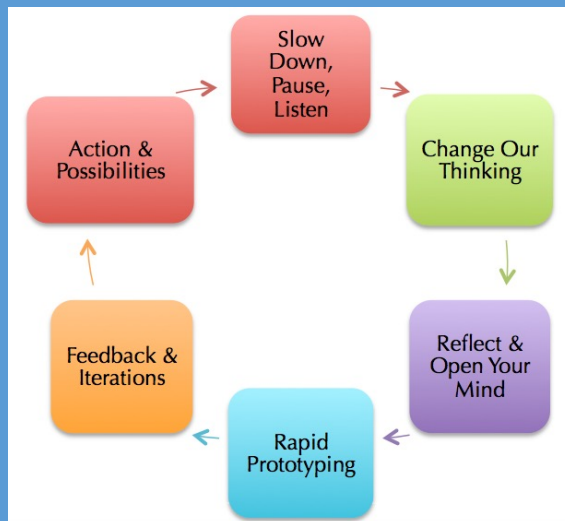 Slow
Down,
Pause,
Listen
Change Our
Thinking
Reflect &
Open Your
Mind
Rapid
Prototyping
Feedback &
Iterations
Action &
Possibilities